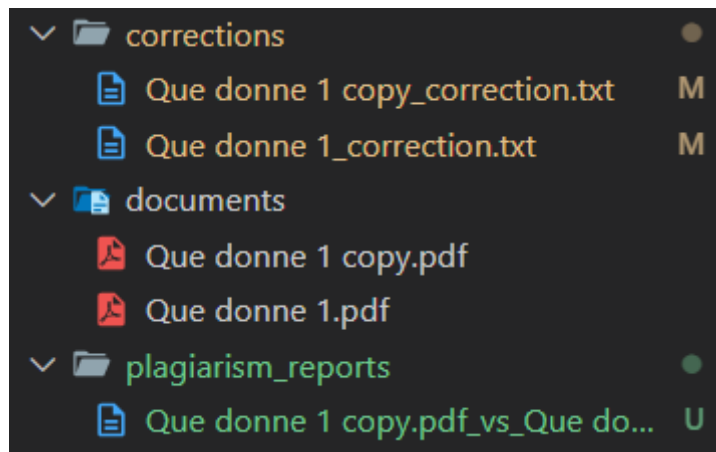 corrections
Que donne 1 copy_correction.txt M
Que donne 1_correction.txt M
documents
Que donne 1 copy.pdf
Que donne 1.pdf
plagiarism_reports
Que donne 1 copy.pdf_vs_Que do... U